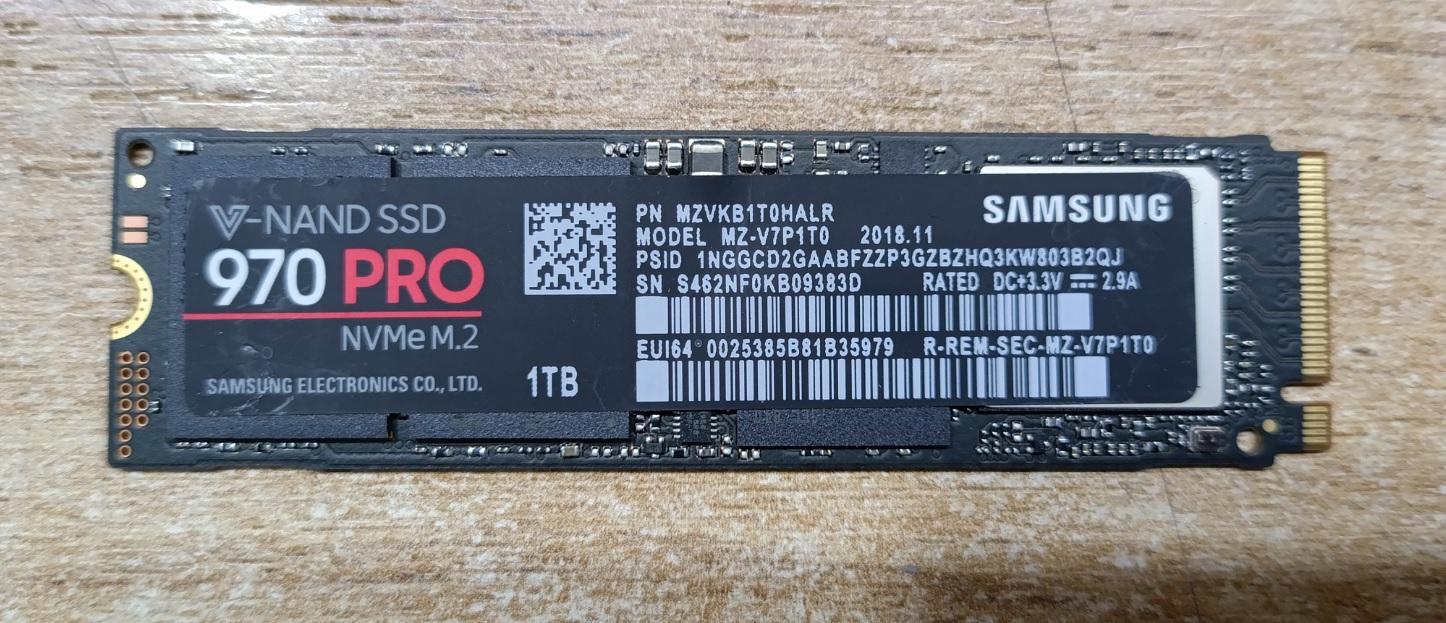 V-NAND SSD
970 PRO
NVMe M.2
SAMSUNG ELECTRONICS CO., LTD.
1TB
SAMSUNG
PN MZVKB1T0HALR
MODEL MZ-V7P1T0 2018.11
PSID 1NGGCD2GAABFZZP3GZBZHQ3KW803B2QJ
SN S462NF0KB09383D RATED DC+3.3V ⎓ 2.9A
EUI64 0025385B81B35979 R-REM-SEC-MZ-V7P1T0